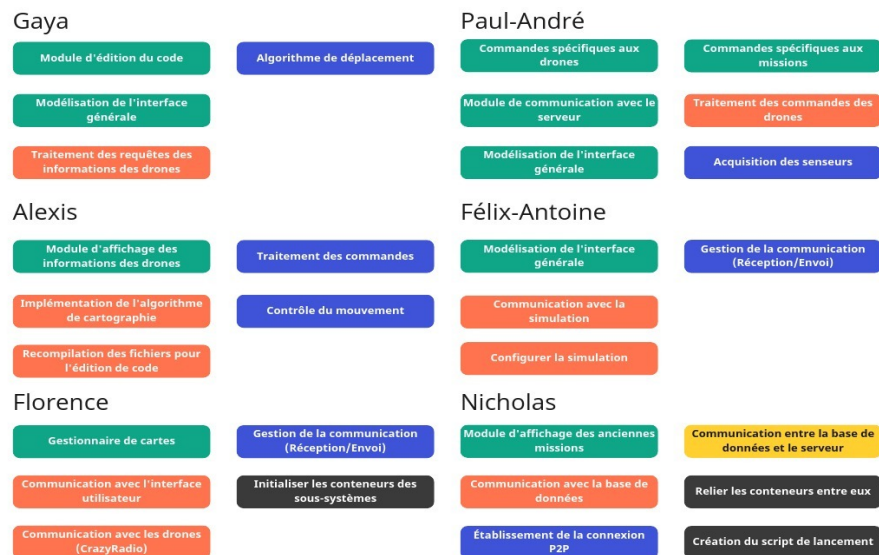 Gaya
Module d'édition du code
Algorithme de déplacement
Modélisation de l'interface
générale
Traitement des requêtes des
informations des drones
Paul-André
Commandes spécifiques aux
drones
Commandes spécifiques aux
missions
Module de communication avec le
serveur
Traitement des commandes des
drones
Modélisation de l'interface
générale
Acquisition des senseurs
Alexis
Module d'affichage des
informations des drones
Traitement des commandes
Implémentation de l'algorithme
de cartographie
Contrôle du mouvement
Recompilation des fichiers pour
l'édition de code
Félix-Antoine
Modélisation de l'interface
générale
Gestion de la communication
(Réception/Envoi)
Communication avec la
simulation
Configurer la simulation
Florence
Gestionnaire de cartes
Gestion de la communication
(Réception/Envoi)
Communication avec l'interface
utilisateur
Initialiser les conteneurs des
sous-systèmes
Communication avec les drones
(CrazyRadio)
Nicholas
Module d'affichage des anciennes
missions
Communication entre la base de
données et le serveur
Communication avec la base de
données
Relier les conteneurs entre eux
Établissement de la connexion
P2P
Création du script de lancement